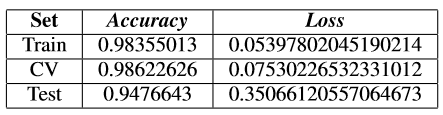 Set Accuracy Loss
Train 0.98355013 0.05397802045190214
CV 0.98622626 0.07530226532331012
Test 0.9476643 0.35066120557064673